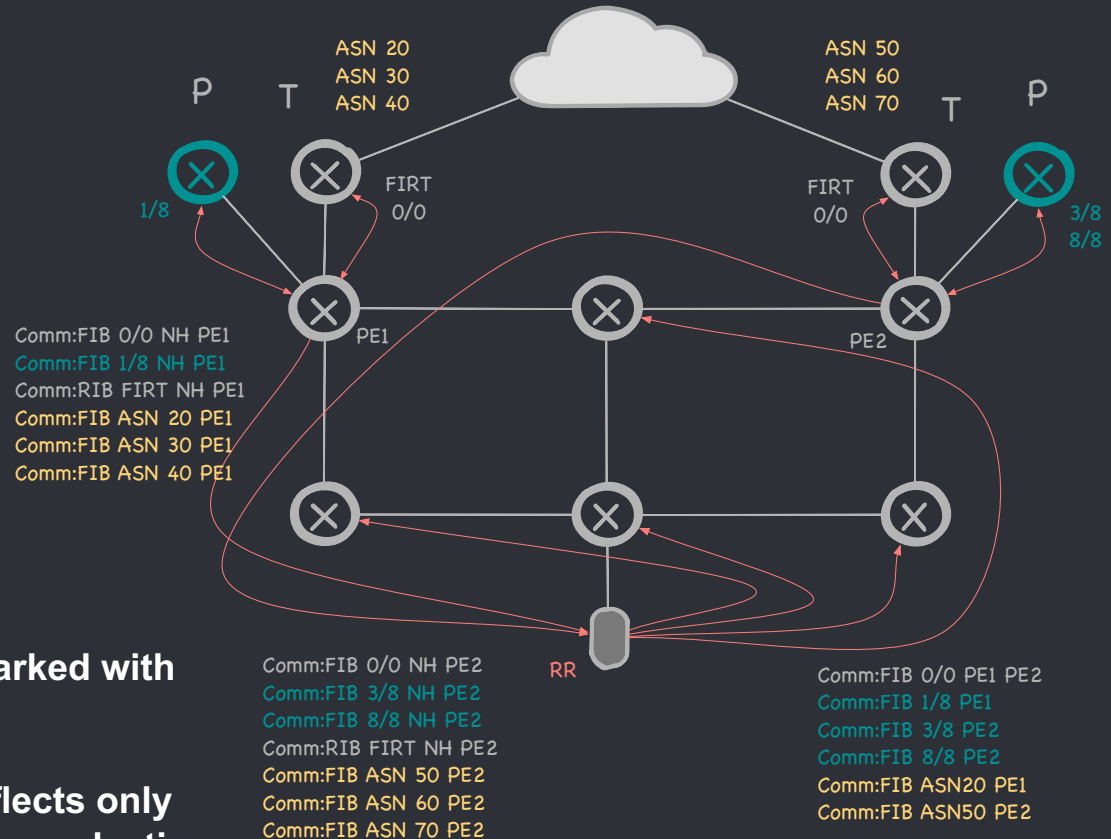 ASN 20
ASN 30
ASN 40
ASN 50
ASN 60
ASN 70
P
T
T
P
FIRT
0/0
FIRT
0/0
1/8
3/8
8/8
PE1
PE2
Comm:FIB 0/0 NH PE1
Comm:FIB 1/8 NH PE1
Comm:RIB FIRT NH PE1
Comm:FIB ASN 20 PE1
Comm:FIB ASN 30 PE1
Comm:FIB ASN 40 PE1
RR
with
only
Comm:FIB 0/0 NH PE2
Comm:FIB 3/8 NH PE2
Comm:FIB 8/8 NH PE2
Comm:RIB FIRT NH PE2
Comm:FIB ASN 50 PE2
Comm:FIB ASN 60 PE2
Comm:FIB ASN 70 PE2
Comm:FIB 0/0 PE1 PE2
Comm:FIB 1/8 PE1
Comm:FIB 3/8 PE2
Comm:FIB 8/8 PE2
Comm:FIB ASN20 PE1
Comm:FIB ASN50 PE2